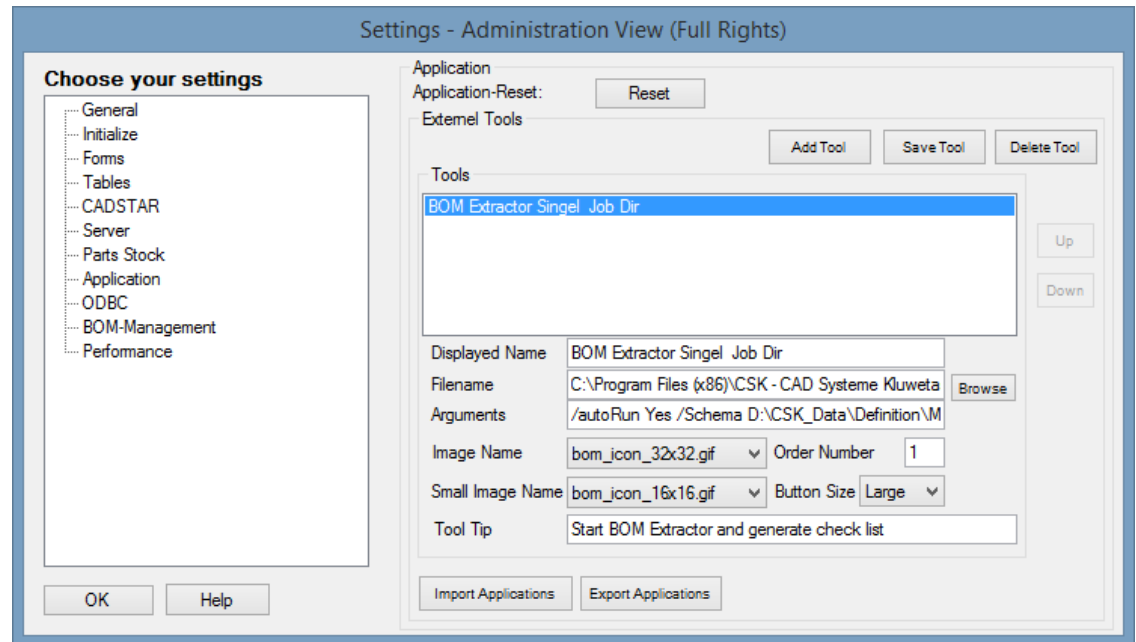 Settings - Administration View (Full Rights)
Choose your settings
General
Initialize
Forms
Tables
CADSTAR
Server
Parts Stock
Application
ODBC
BOM-Management
Performance
OK
Help
Application
Application-Reset:
Reset
Externel Tools
Add Tool
Save Tool
Delete Tool
Tools
BOM Extractor Singel  Job Dir
Up
Down
Displayed Name
BOM Extractor Singel  Job Dir
Filename
C:\Program Files (x86)\CSK - CAD Systeme Kluweta
Browse
Arguments
/autoRun Yes /Schema D:\CSK_Data\Definition\M
Image Name
bom_icon_32x32.gif
Order Number
1
Small Image Name
bom_icon_16x16.gif
Button Size
Large
Tool Tip
Start BOM Extractor and generate check list
Import Applications
Export Applications